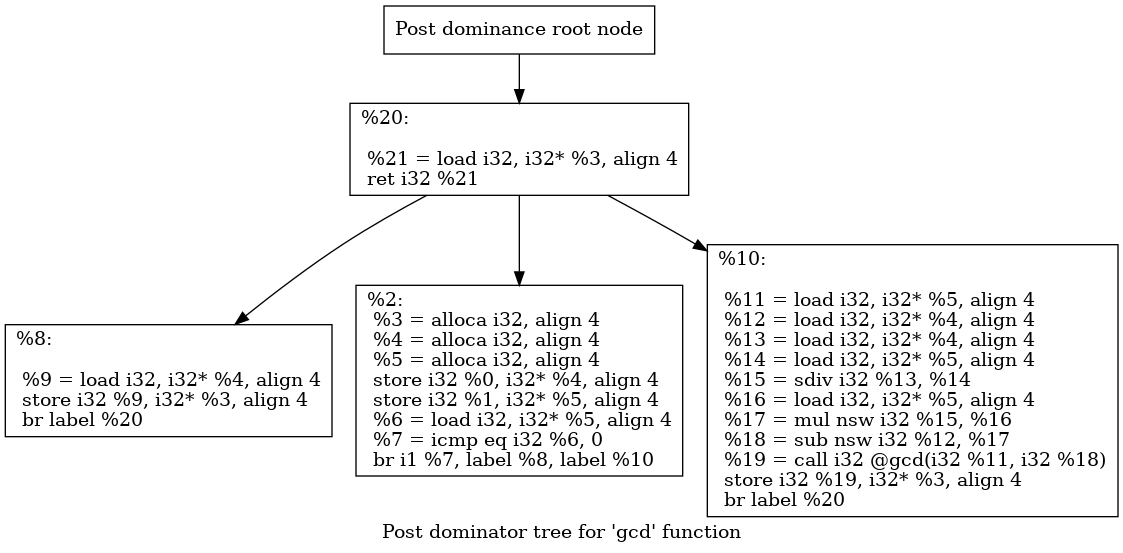 Post dominance root node
%20:
%21 = load i32, i32* %3, align 4
ret i32 %21
%8:
%9 = load i32, i32* %4, align 4
store i32 %9, i32* %3, align 4
br label %20
%2:
%3 = alloca i32, align 4
%4 = alloca i32, align 4
%5 = alloca i32, align 4
store i32 %0, i32* %4, align 4
store i32 %1, i32* %5, align 4
%6 = load i32, i32* %5, align 4
%7 = icmp eq i32 %6, 0
br i1 %7, label %8, label %10
%10:
%11 = load i32, i32* %5, align 4
%12 = load i32, i32* %4, align 4
%13 = load i32, i32* %4, align 4
%14 = load i32, i32* %5, align 4
%15 = sdiv i32 %13, %14
%16 = load i32, i32* %5, align 4
%17 = mul nsw i32 %15, %16
%18 = sub nsw i32 %12, %17
%19 = call i32 @gcd(i32 %11, i32 %18)
store i32 %19, i32* %3, align 4
br label %20
Post dominator tree for 'gcd' function